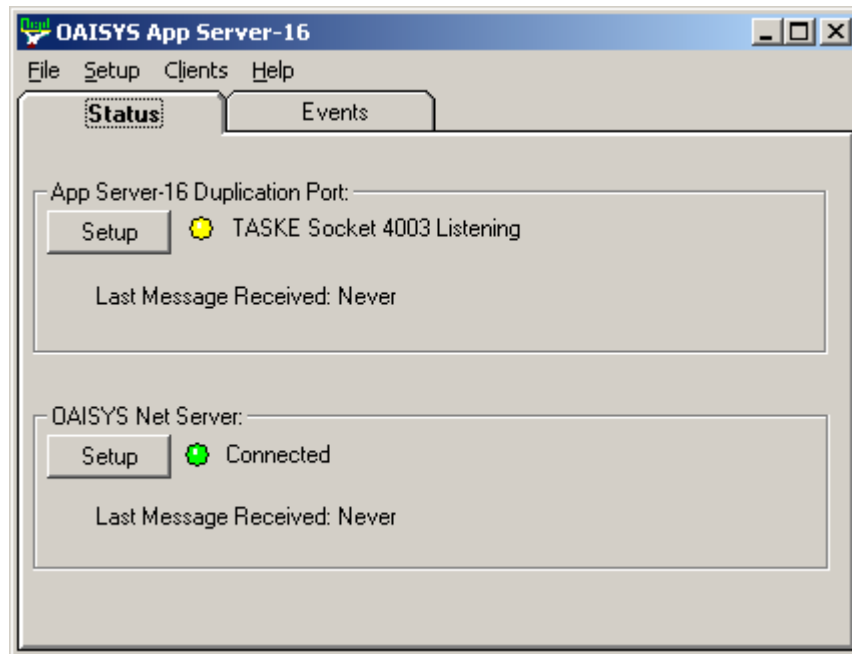 OAISYS App Server-16
File Setup Clients Help
Status Events
App Server-16 Duplication Port:
Setup TASKE Socket 4003 Listening
Last Message Received: Never
OAISYS Net Server:
Setup Connected
Last Message Received: Never